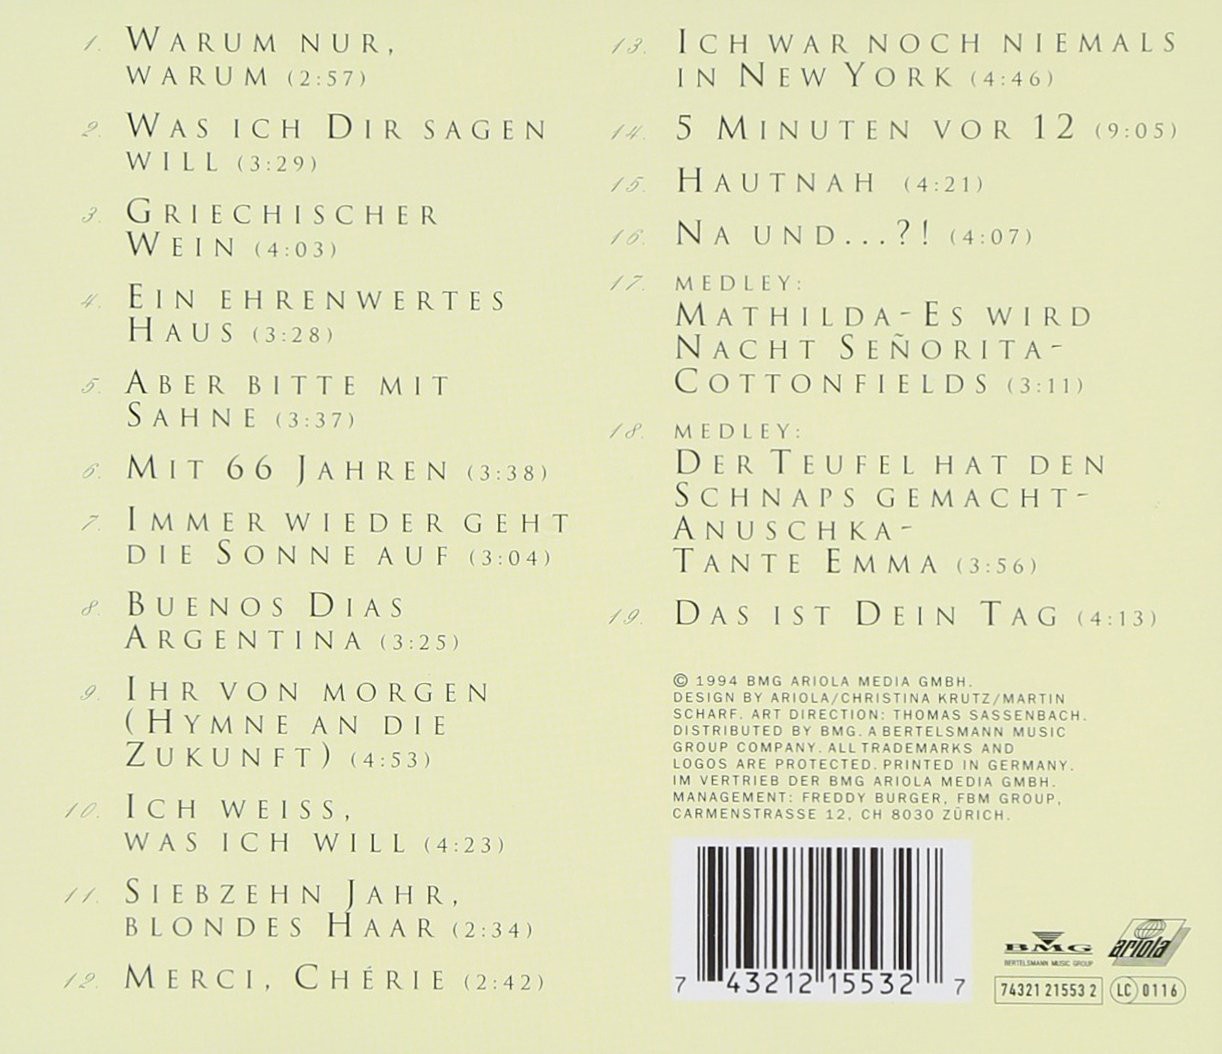 1. WARUM NUR,
WARUM (2:57)
2. WAS ICH DIR SAGEN
WILL (3:29)
3. GRIECHISCHER
WEIN (4:03)
4. EIN EHRENWERTES
HAUS (3:28)
5. ABER BITTE MIT
SAHNE (3:37)
6. MIT 66 JAHREN (3:38)
7. IMMER WIEDER GEHT
DIE SONNE AUF (3:04)
8. BUENOS DIAS
ARGENTINA (3:25)
9. IHR VON MORGEN
(HYMNE AN DIE
ZUKUNFT) (4:53)
10. ICH WEISS,
WAS ICH WILL (4:23)
11. SIEBZEHN JAHR,
BLONDES HAAR (2:34)
12. MERCI, CHÉRIE (2:42)
13. ICH WAR NOCH NIEMALS
IN NEW YORK (4:46)
14. 5 MINUTEN VOR 12 (9:05)
15. HAUTNAH (4:21)
16. NA UND...?! (4:07)
17. MEDLEY:
MATHILDA-ES WIRD
NACHT SEÑORITA-
COTTONFIELDS (3:11)
18. MEDLEY:
DER TEUFEL HAT DEN
SCHNAPS GEMACHT-
ANUSCHKA-
TANTE EMMA (3:56)
19. DAS IST DEIN TAG (4:13)
© 1994 BMG ARIOLA MEDIA GMBH.
DESIGN BY ARIOLA/CHRISTINA KRUTZ/MARTIN
SCHARF. ART DIRECTION: THOMAS SASSENBACH.
DISTRIBUTED BY BMG. A BERTELSMANN MUSIC
GROUP COMPANY. ALL TRADEMARKS AND
LOGOS ARE PROTECTED. PRINTED IN GERMANY.
IM VERTRIEB DER BMG ARIOLA MEDIA GMBH.
MANAGEMENT: FREDDY BURGER, FBM GROUP,
CARMENSTRASSE 12, CH 8030 ZÜRICH.
7 43212 15532 7
BMG
BERTELSMANN MUSIC GROUP
ariola
74321 21553 2
LC 0116